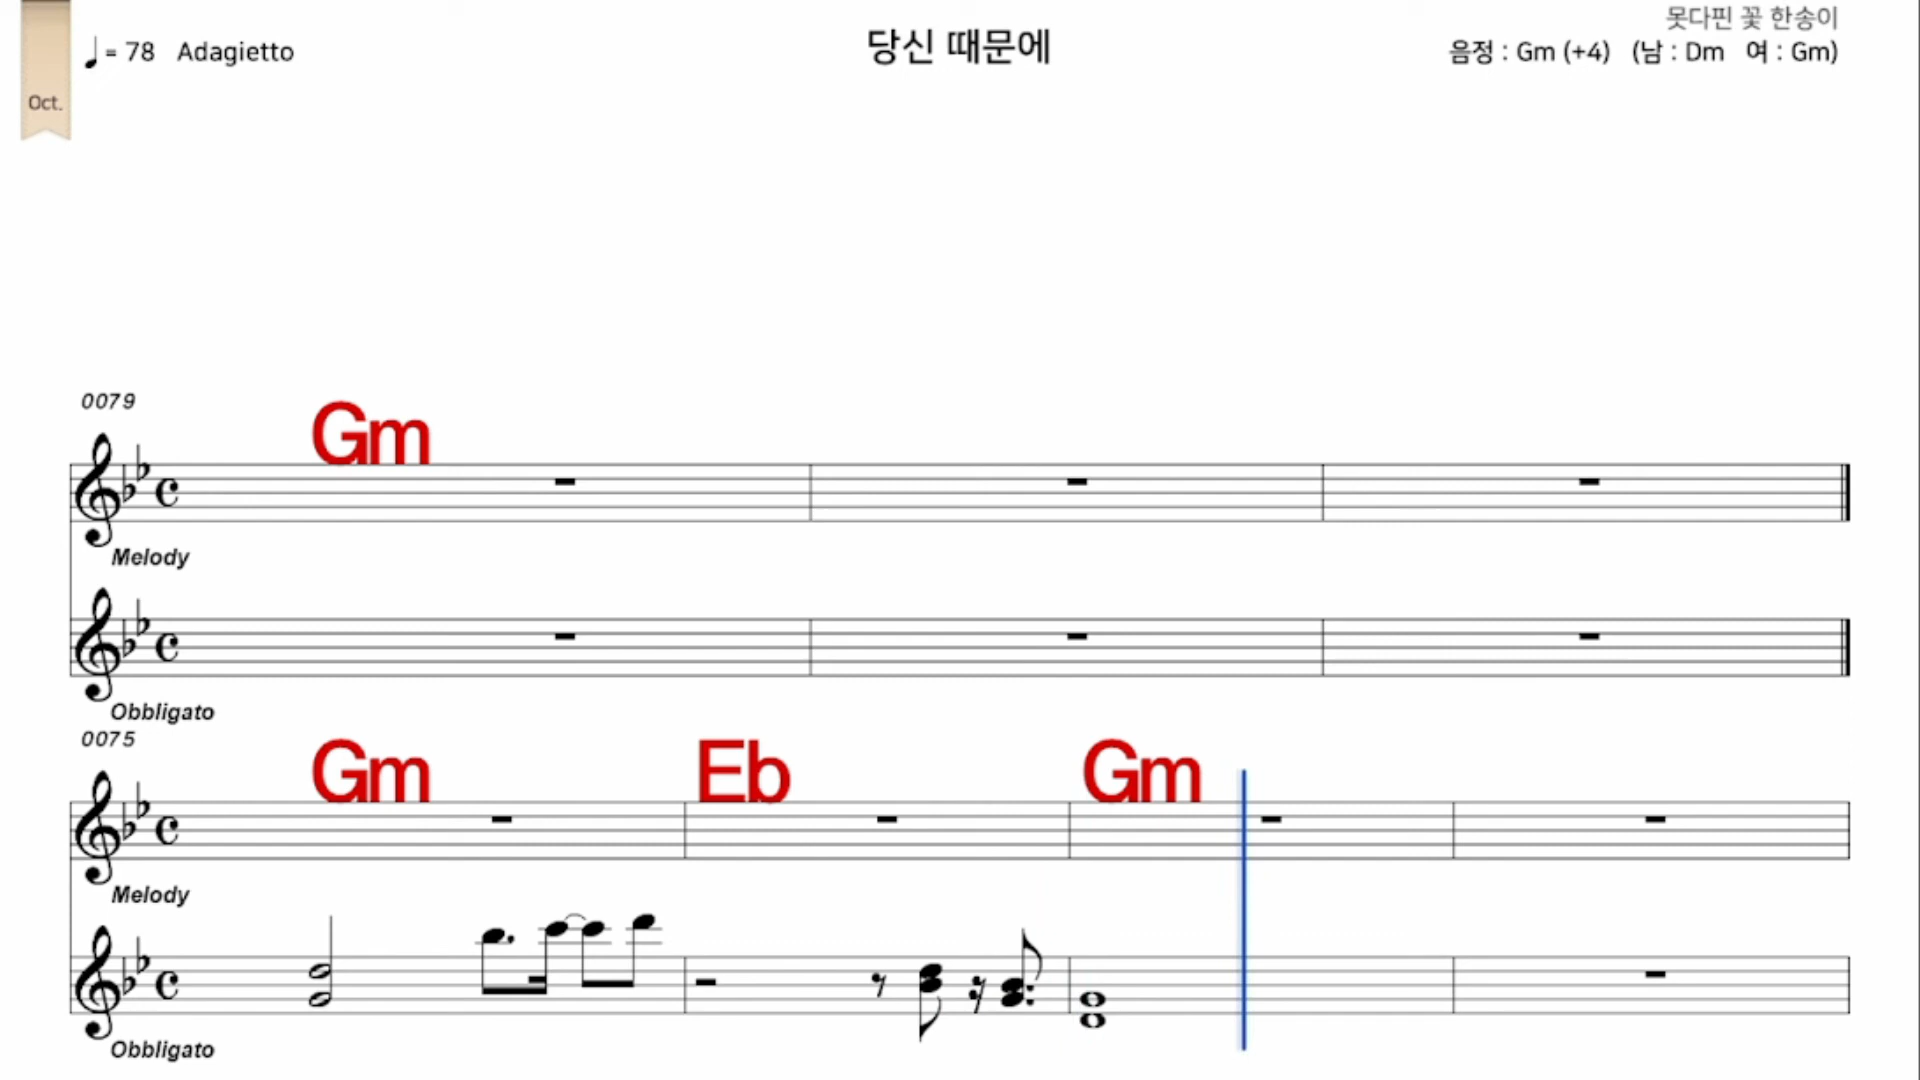 못다핀 꽃 한송이
♩ = 78 Adagietto
당신 때문에
음정 : Gm (+4) (남 : Dm 여 : Gm)
Oct.
0079
Gm
Melody
Obbligato
0075
Gm Eb Gm
Melody
Obbligato